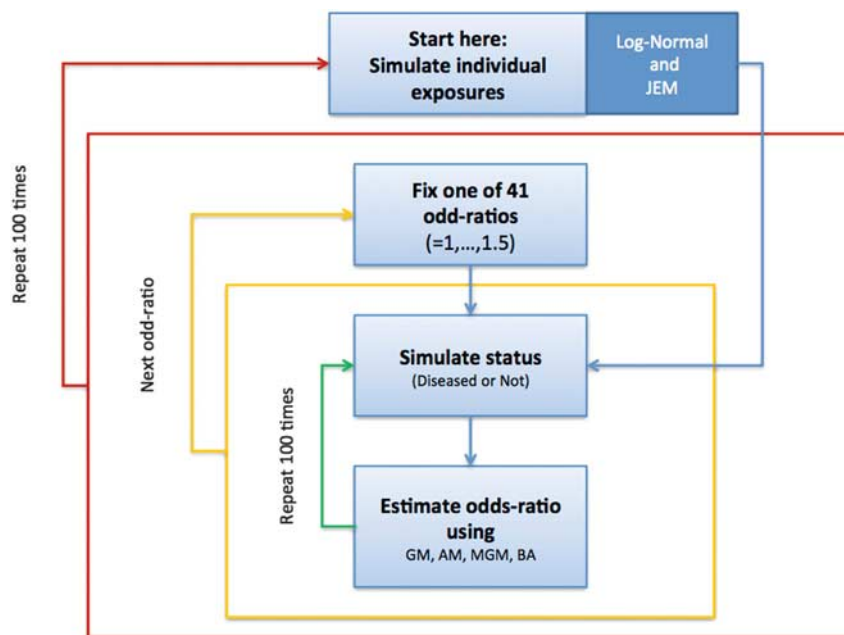 Start here:
Simulate individual
exposures
Log-Normal
and
JEM
Repeat 100 times
Fix one of 41
odd-ratios
(=1,...,1.5)
Next odd-ratio
Simulate status
(Diseased or Not)
Repeat 100 times
Estimate odds-ratio
using
GM, AM, MGM, BA